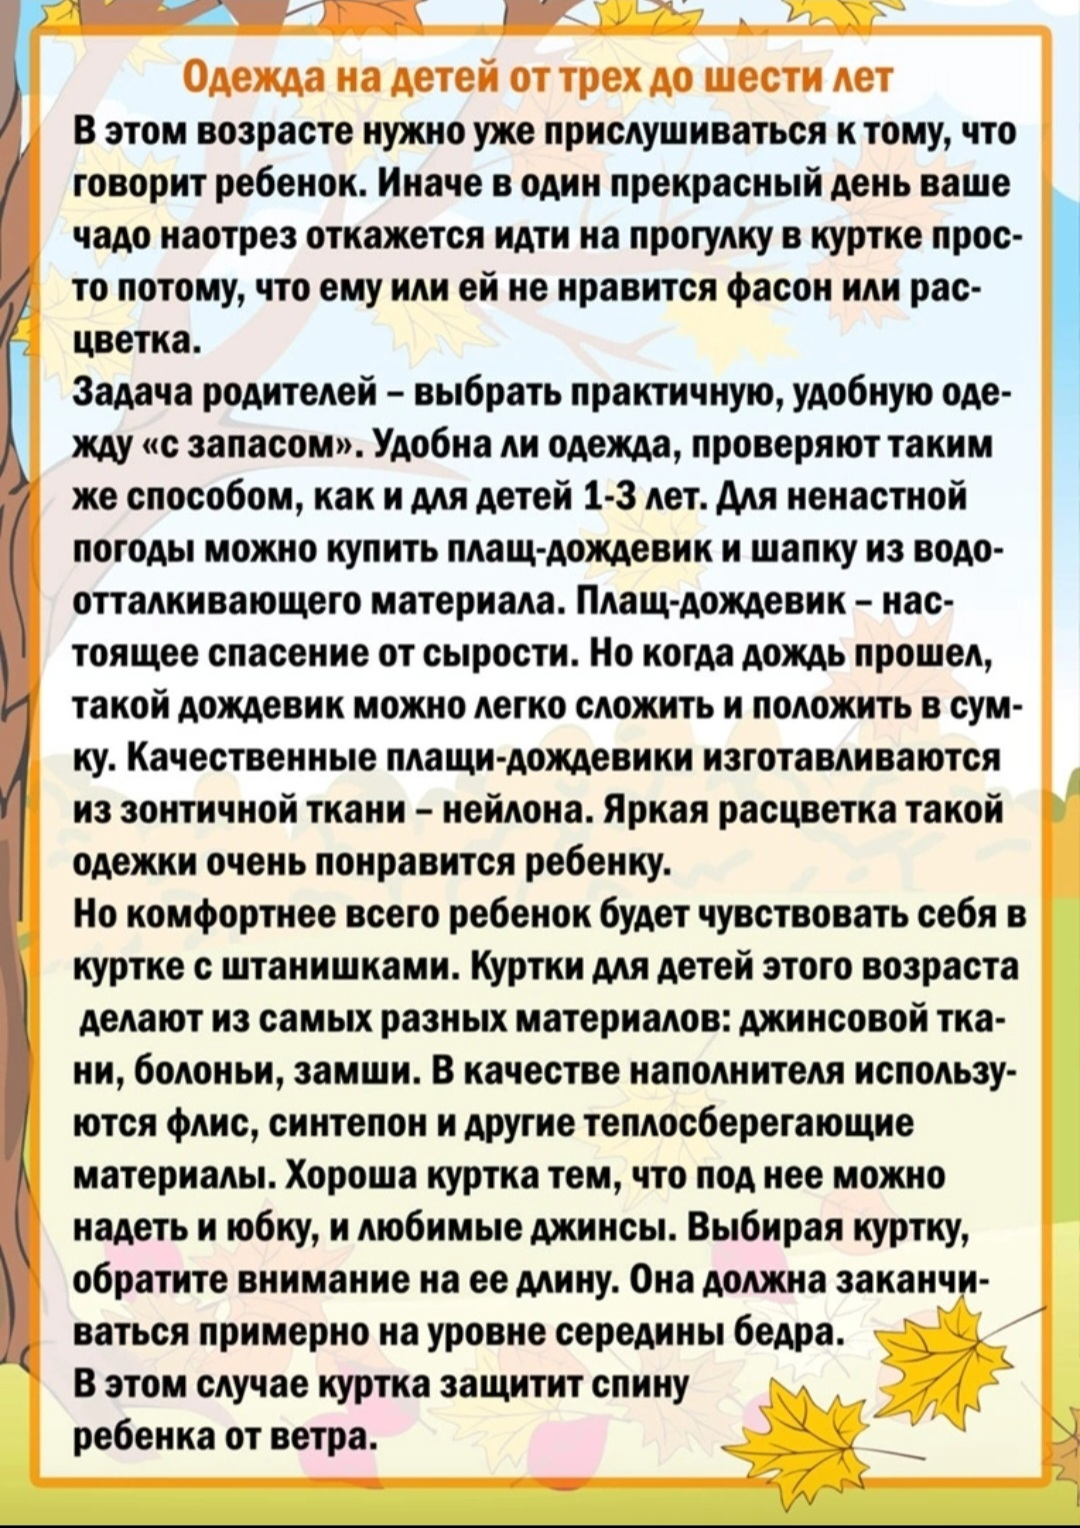 Одежда на детей от трех до шести лет
В этом возрасте нужно уже прислушиваться к тому, что
говорит ребенок. Иначе в один прекрасный день ваше
чадо наотрез откажется идти на прогулку в куртке прос-
то потому, что ему или ей не нравится фасон или рас-
цветка.
Задача родителей – выбрать практичную, удобную оде-
жду «с запасом». Удобна ли одежда, проверяют таким
же способом, как и для детей 1-3 лет. Для ненастной
погоды можно купить плащ-дождевик и шапку из водо-
отталкивающего материала. Плащ-дождевик – нас-
тоящее спасение от сырости. Но когда дождь прошел,
такой дождевик можно легко сложить и положить в сум-
ку. Качественные плащи-дождевики изготавливаются
из зонтичной ткани – нейлона. Яркая расцветка такой
одежки очень понравится ребенку.
Но комфортнее всего ребенок будет чувствовать себя в
куртке с штанишками. Куртки для детей этого возраста
делают из самых разных материалов: джинсовой тка-
ни, болоньи, замши. В качестве наполнителя использу-
ются флис, синтепон и другие теплосберегающие
материалы. Хороша куртка тем, что под нее можно
надеть и юбку, и любимые джинсы. Выбирая куртку,
обратите внимание на ее длину. Она должна заканчи-
ваться примерно на уровне середины бедра.
В этом случае куртка защитит спину
ребенка от ветра.